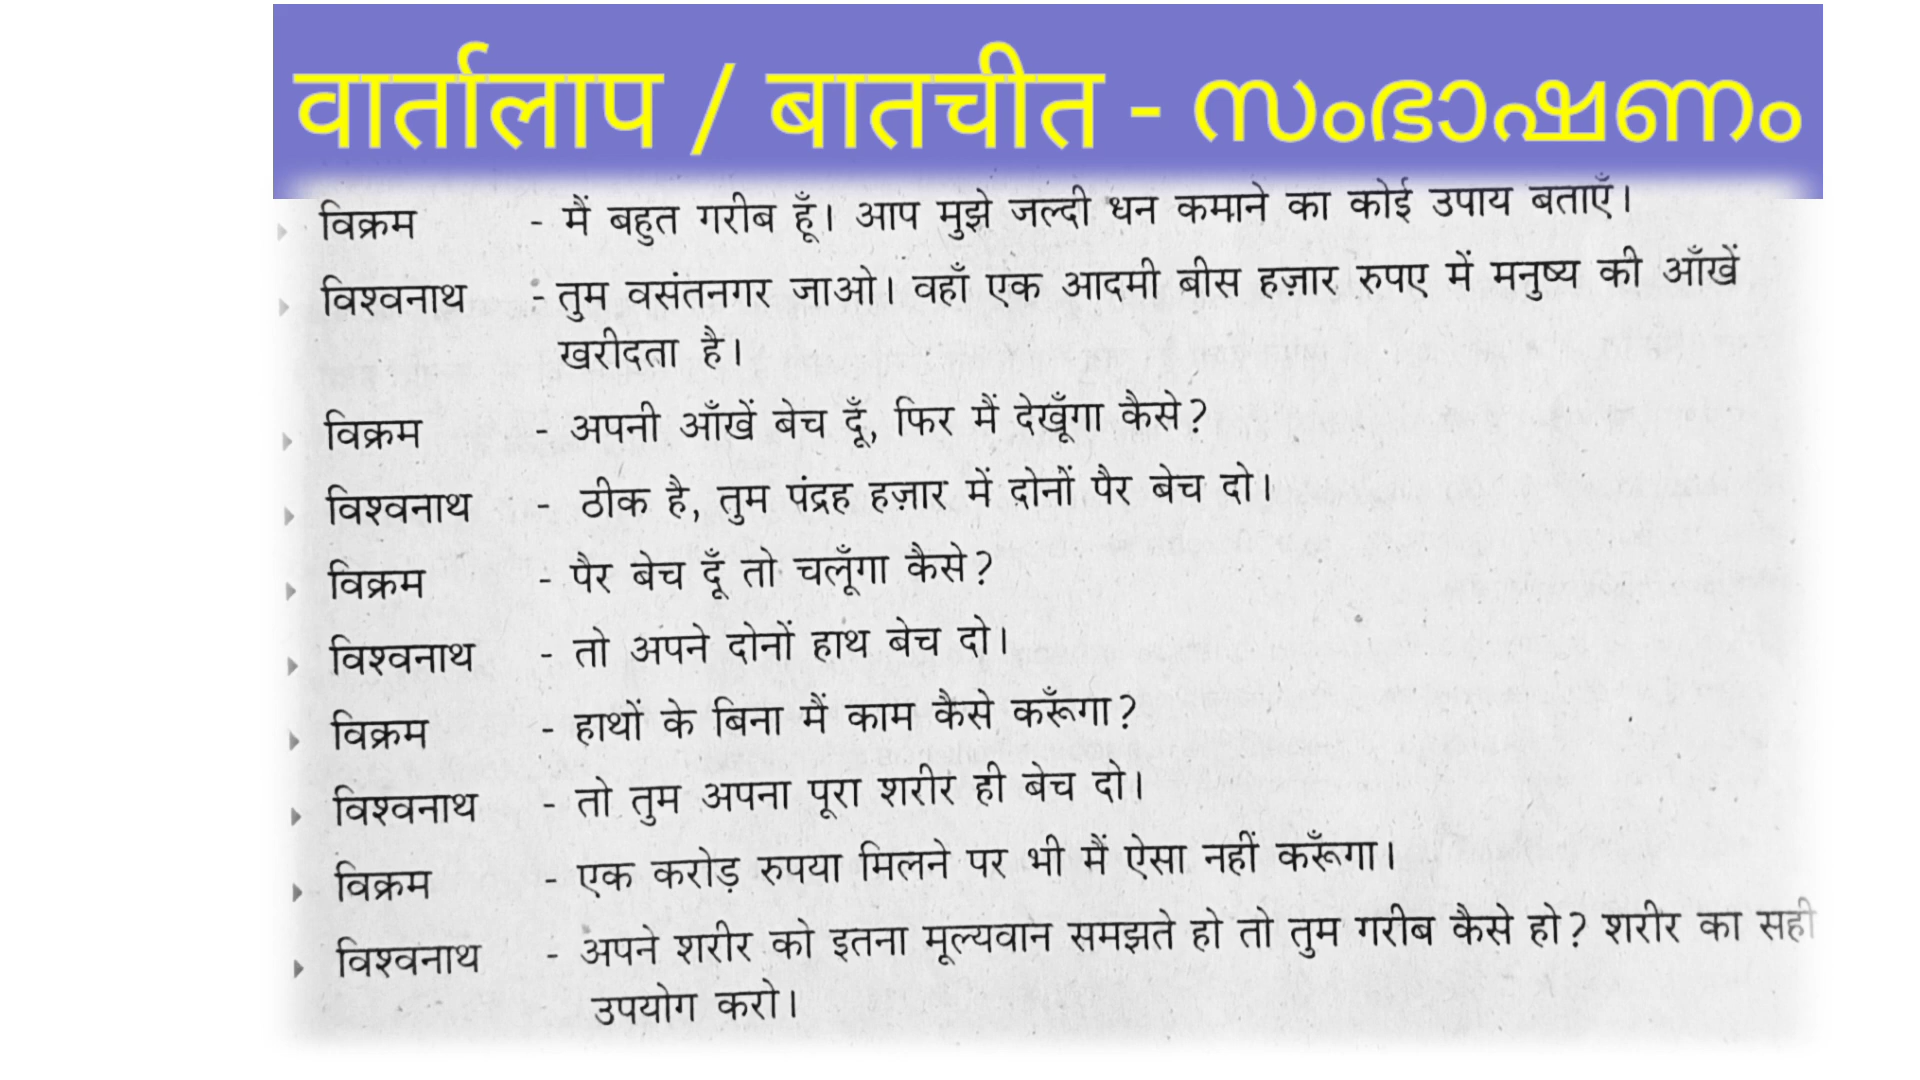 वार्तालाप / बातचीत - സംഭാഷണം
विक्रम - मैं बहुत गरीब हूँ। आप मुझे जल्दी धन कमाने का कोई उपाय बताएँ।
विश्वनाथ - तुम वसंतनगर जाओ। वहाँ एक आदमी बीस हज़ार रुपए में मनुष्य की आँखें
खरीदता है।
विक्रम - अपनी आँखें बेच दूँ, फिर मैं देखूँगा कैसे?
विश्वनाथ - ठीक है, तुम पंद्रह हज़ार में दोनों पैर बेच दो।
विक्रम - पैर बेच दूँ तो चलूँगा कैसे?
विश्वनाथ - तो अपने दोनों हाथ बेच दो।
विक्रम - हाथों के बिना मैं काम कैसे करूँगा?
विश्वनाथ - तो तुम अपना पूरा शरीर ही बेच दो।
विक्रम - एक करोड़ रुपया मिलने पर भी मैं ऐसा नहीं करूँगा।
विश्वनाथ - अपने शरीर को इतना मूल्यवान समझते हो तो तुम गरीब कैसे हो? शरीर का सही
उपयोग करो।